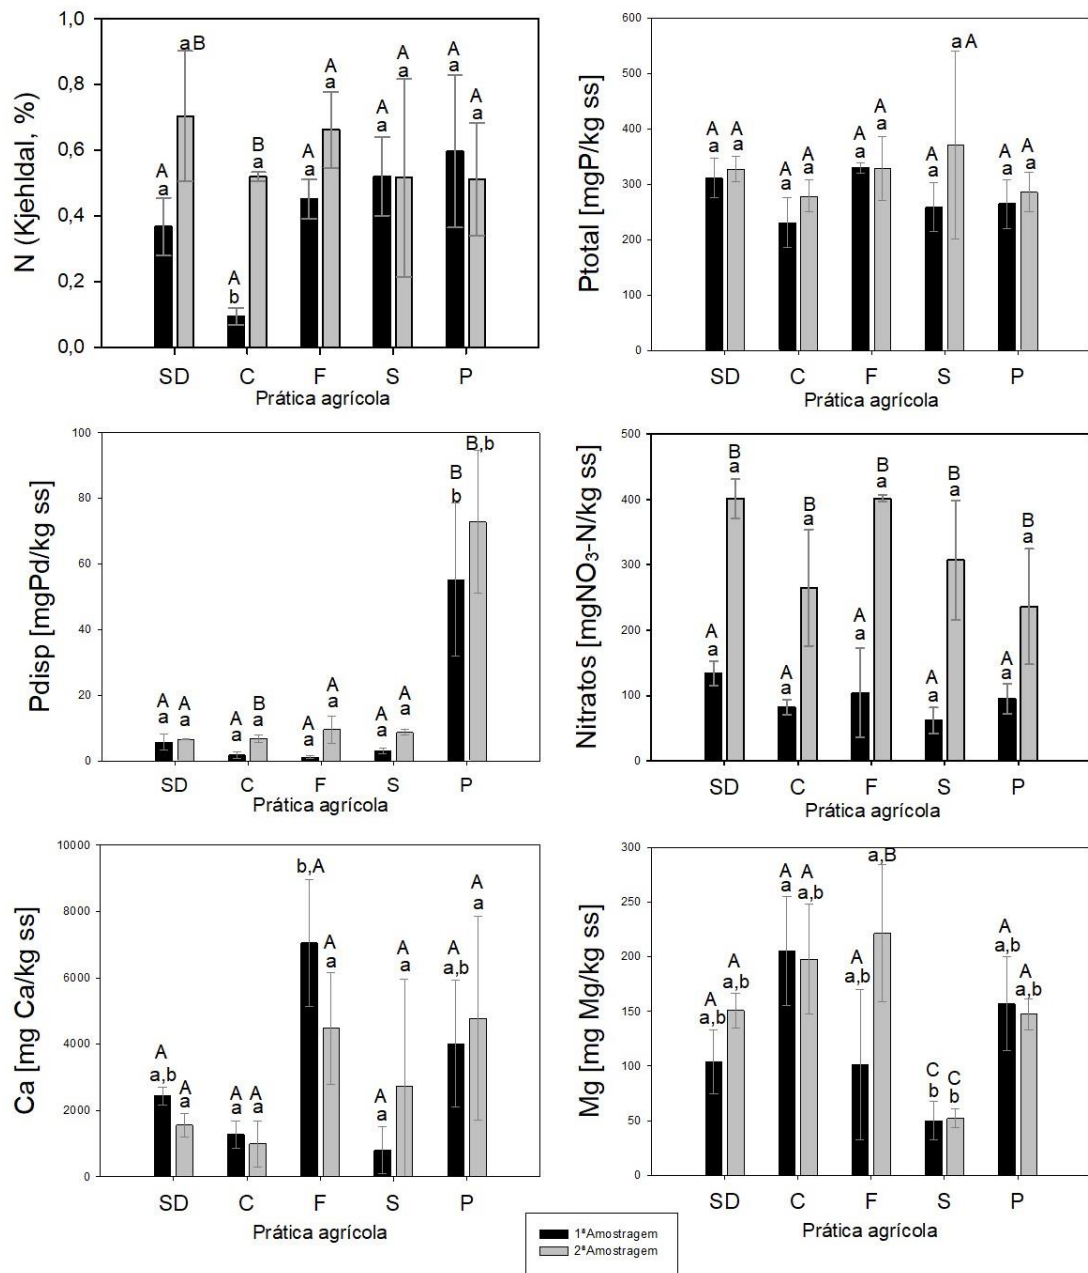 N (Kjehldal, %)
1,0
0,8
0,6
0,4
0,2
0,0
aB
A
a
A
b
B
a
A
a
A
a
A
a
A
a
A
a
A
a
SD C F S P
Prática agrícola
Ptotal [mgP/kg ss]
600
500
400
300
200
100
0
A
a
A
a
A
a
A
a
A
a
A
a
A
a
aA
A
a
A
a
SD C F S P
Prática agrícola
Pdisp [mgPd/kg ss]
100
80
60
40
20
0
A
a
A
a
A
a
B
a
A
a
A
a
A
a
A
a
B
b
B,b
SD C F S P
Prática agrícola
Nitratos [mgNO₃-N/kg ss]
500
400
300
200
100
0
A
a
B
a
A
a
B
a
A
a
B
a
A
a
B
a
A
a
B
a
SD C F S P
Prática agrícola
Ca [mg Ca/kg ss]
10000
8000
6000
4000
2000
0
A
a,b
A
a
A
a
A
a
b,A
A
a
A
a
A
a
A
a,b
A
a
SD C F S P
Prática agrícola
Mg [mg Mg/kg ss]
300
250
200
150
100
50
0
A
a,b
A
a,b
A
a
A
a,b
A
a,b
a,B
C
b
C
b
A
a,b
A
a,b
SD C F S P
Prática agrícola
1ªAmostragem
2ªAmostragem